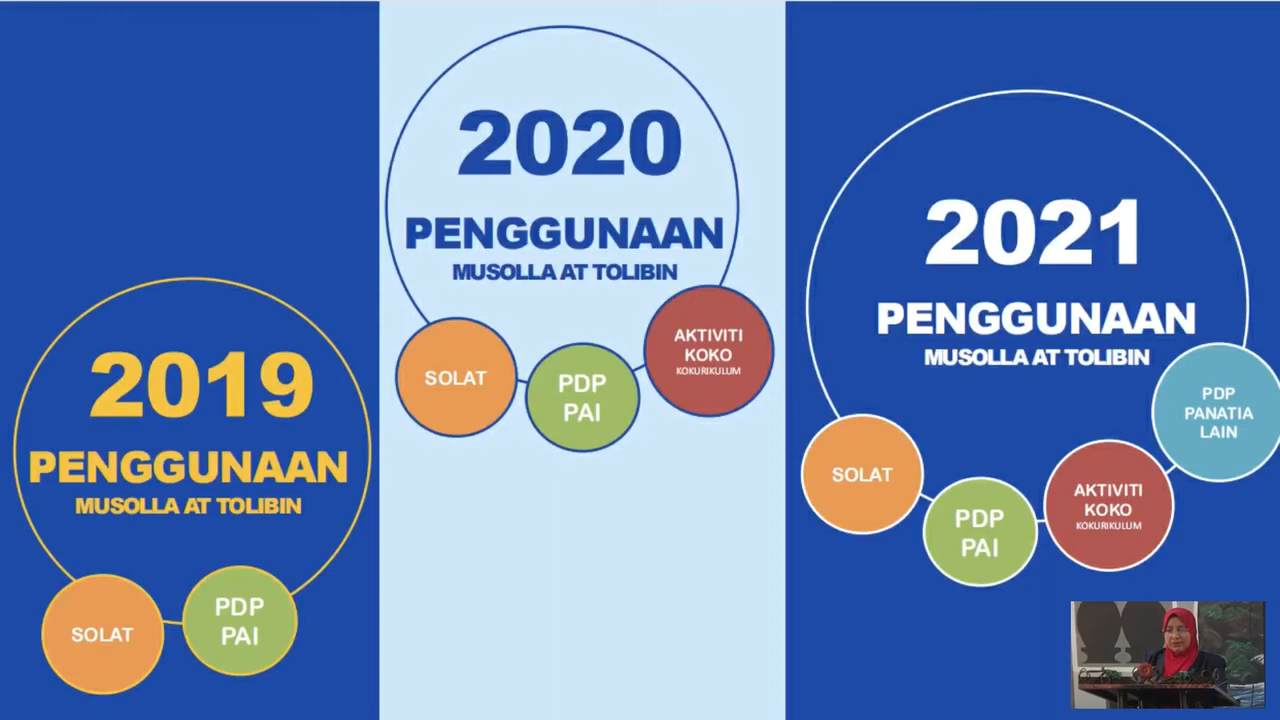 2019
PENGGUNAAN
MUSOLLA AT TOLIBIN
SOLAT
PDP
PAI
2020
PENGGUNAAN
MUSOLLA AT TOLIBIN
SOLAT
PDP
PAI
AKTIVITI
KOKO
KOKURIKULUM
2021
PENGGUNAAN
MUSOLLA AT TOLIBIN
SOLAT
PDP
PAI
AKTIVITI
KOKO
KOKURIKULUM
PDP
PANATIA
LAIN